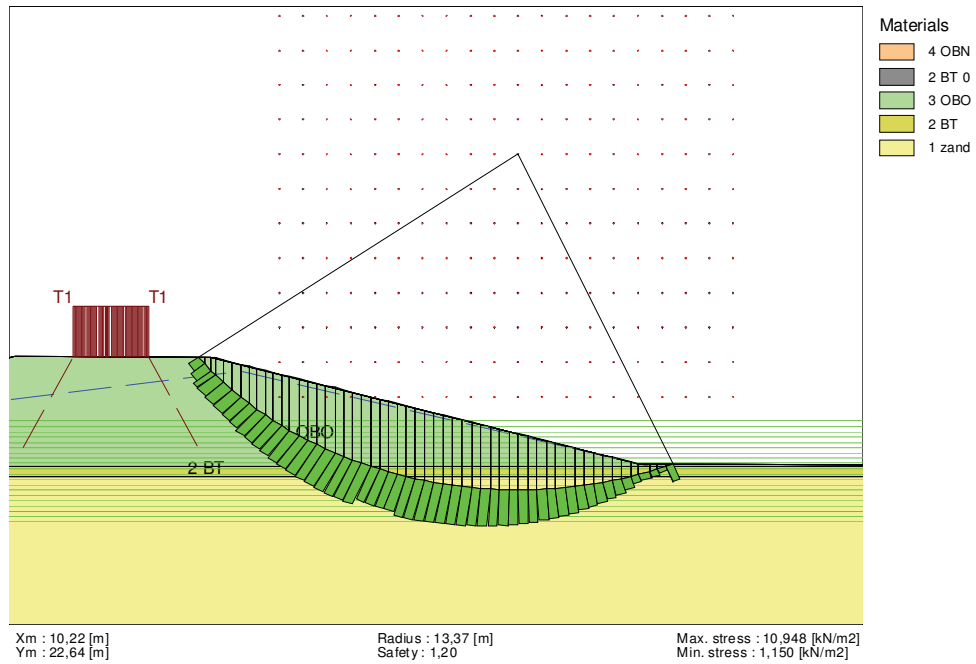 Materials
4 OBN
2 BT 0
3 OBO
2 BT
1 zand
T1 T1
OBO
2 BT
Xm : 10,22 [m] Radius : 13,37 [m] Max. stress : 10,948 [kN/m2]
Ym : 22,64 [m] Safety : 1,20 Min. stress : 1,150 [kN/m2]